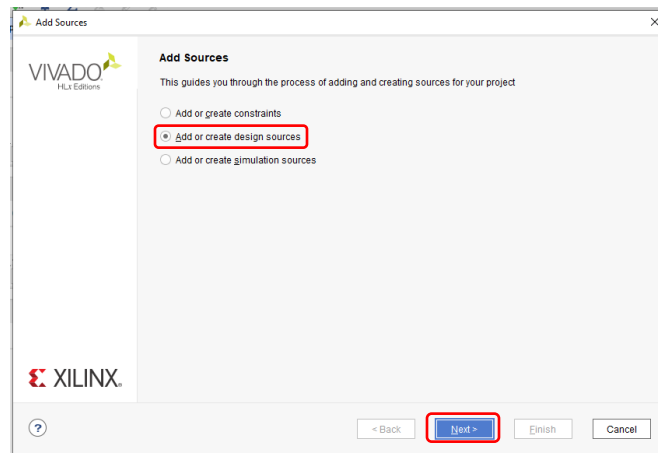 Add Sources
VIVADO
HLx Editions
Add Sources
This guides you through the process of adding and creating sources for your project
Add or create constraints
Add or create design sources
Add or create simulation sources
XILINX.
?
< Back
Next >
Finish
Cancel